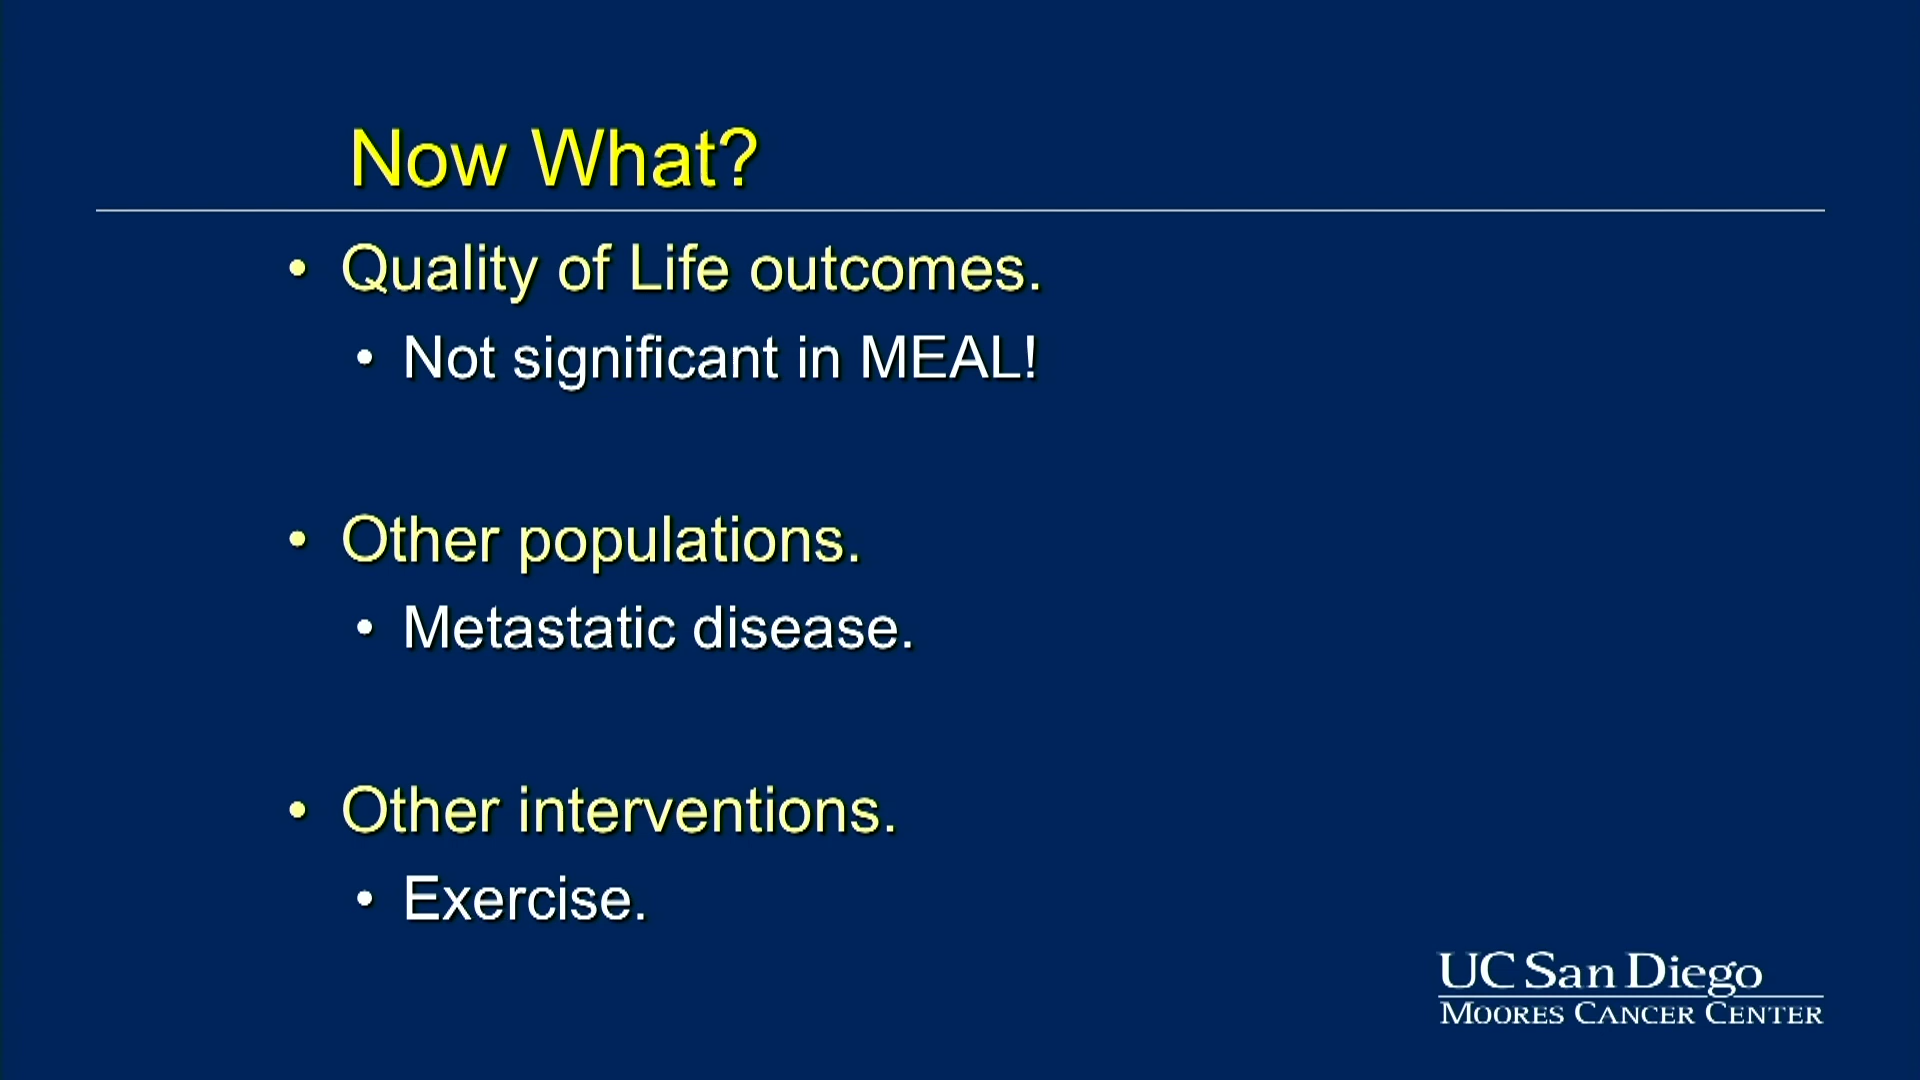 Now What?
• Quality of Life outcomes.
• Not significant in MEAL!
• Other populations.
• Metastatic disease.
• Other interventions.
• Exercise.
UC San Diego
MOORES CANCER CENTER